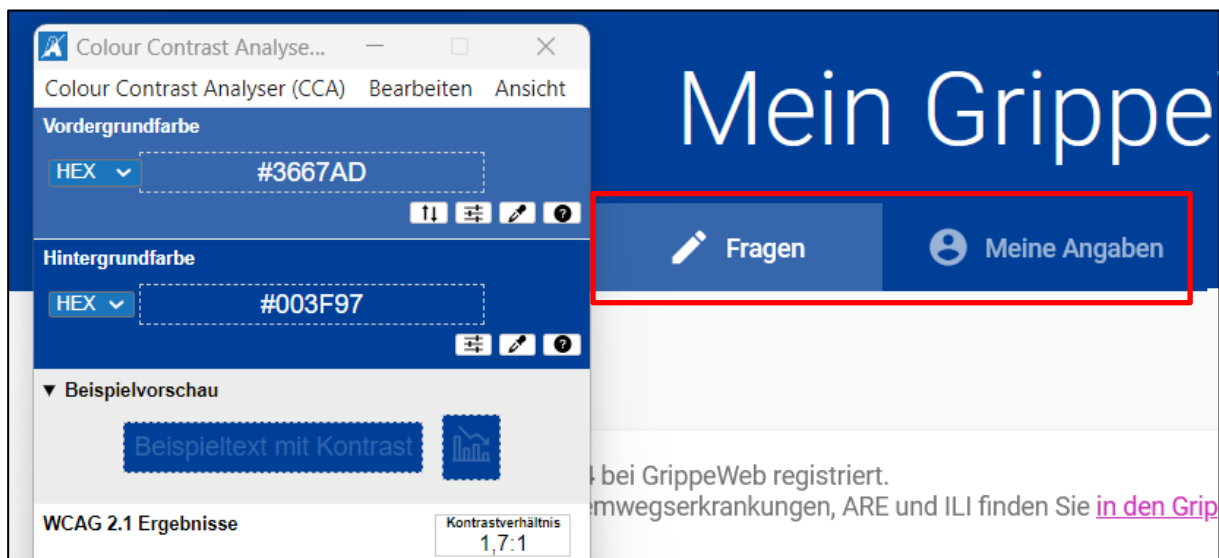 Colour Contrast Analyse...
Colour Contrast Analyser (CCA) Bearbeiten Ansicht
Vordergrundfarbe
HEX
#3667AD
Hintergrundfarbe
HEX
#003F97
Beispielvorschau
Beispieltext mit Kontrast
WCAG 2.1 Ergebnisse
Kontrastverhältnis
1,7:1
Mein Grippe
Fragen
Meine Angaben
bei GrippeWeb registriert.
emwegserkrankungen, ARE und ILI finden Sie in den Grip